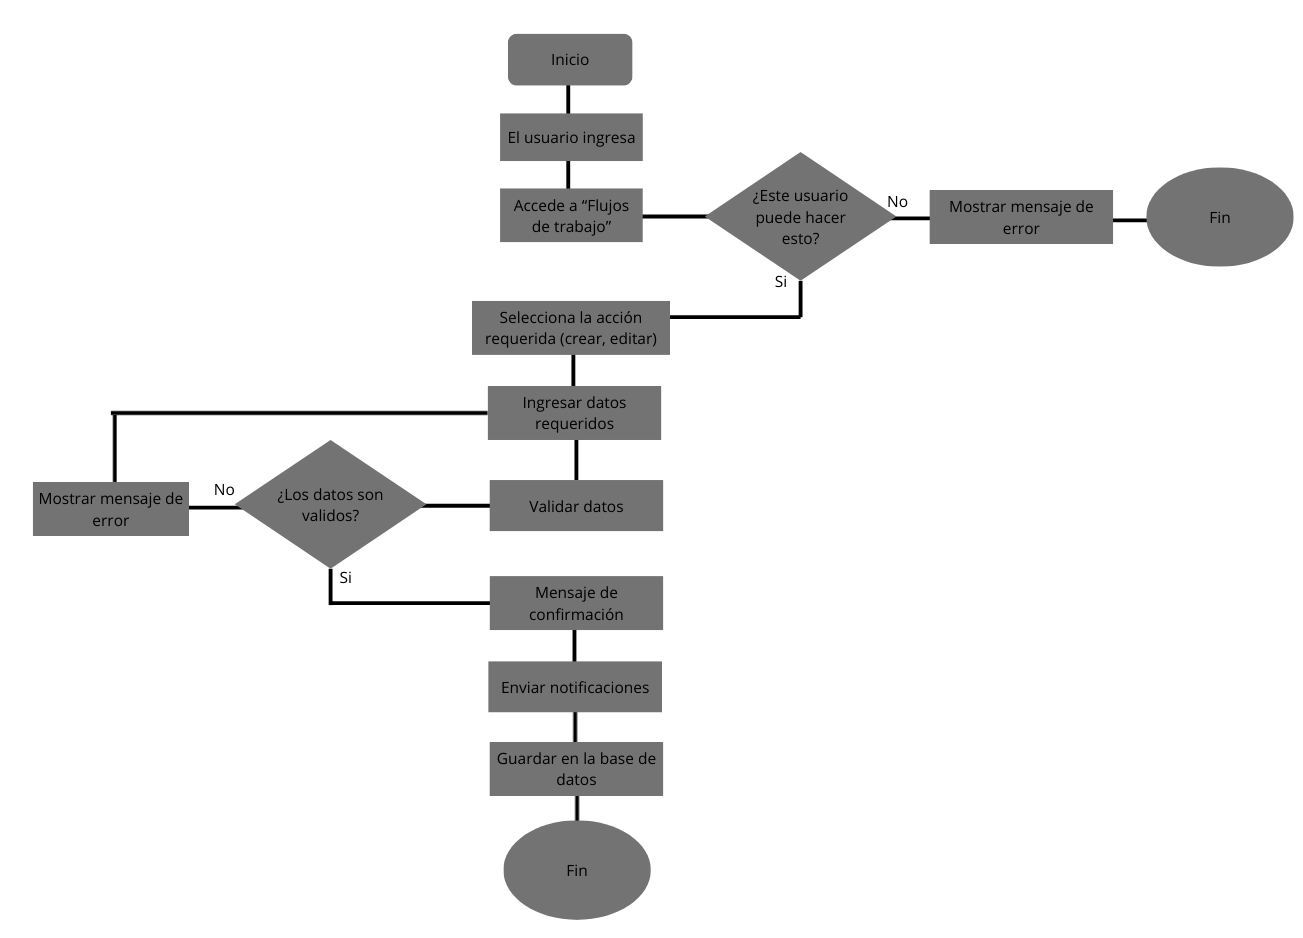 Inicio
El usuario ingresa
Accede a “Flujos
de trabajo”
¿Este usuario
puede hacer
esto?
No
Mostrar mensaje de
error
Fin
Si
Selecciona la acción
requerida (crear, editar)
Ingresar datos
requeridos
Validar datos
¿Los datos son
validos?
No
Mostrar mensaje de
error
Si
Mensaje de
confirmación
Enviar notificaciones
Guardar en la base de
datos
Fin